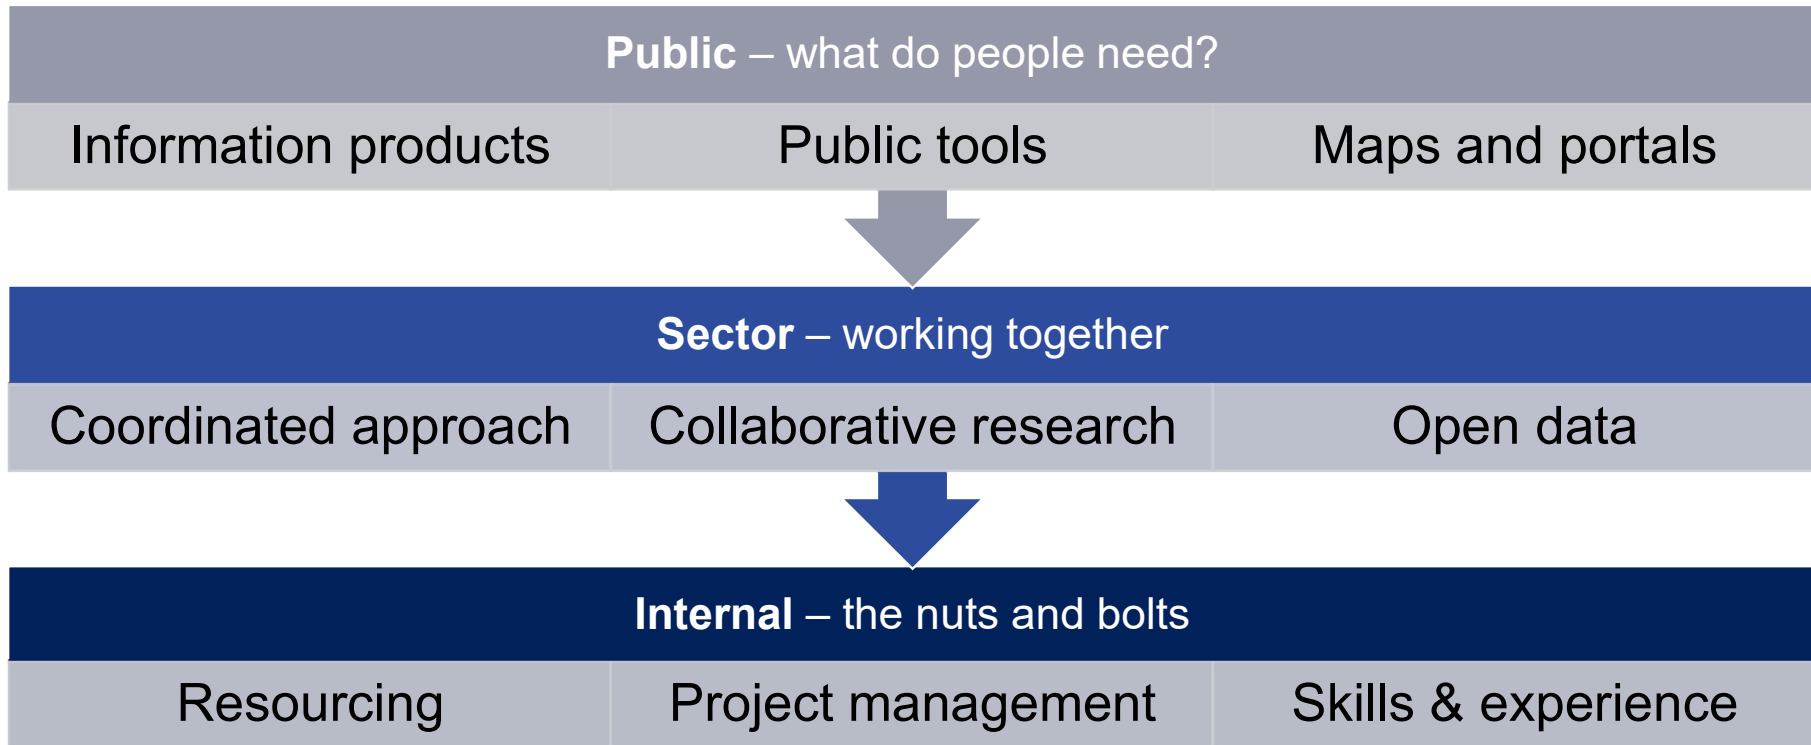 Public – what do people need?
Information products
Public tools
Maps and portals
Sector – working together
Coordinated approach
Collaborative research
Open data
Internal – the nuts and bolts
Resourcing
Project management
Skills & experience